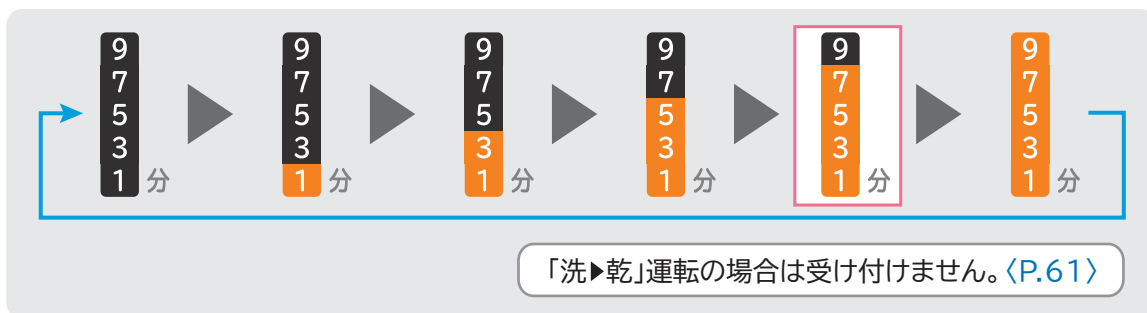 9 9 9 9 9 9
7 7 7 7 7 7
5 5 5 5 5 5
3 3 3 3 3 3
1 分 1 分 1 分 1 分 1 分 1 分
「洗▶乾」運転の場合は受け付けません。〈P.61〉